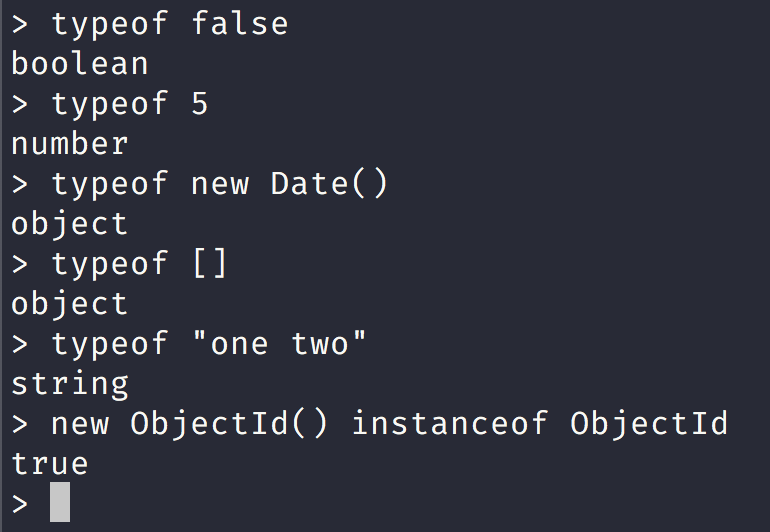 > typeof false
boolean
> typeof 5
number
> typeof new Date()
object
> typeof []
object
> typeof "one two"
string
> new ObjectId() instanceof ObjectId
true
>